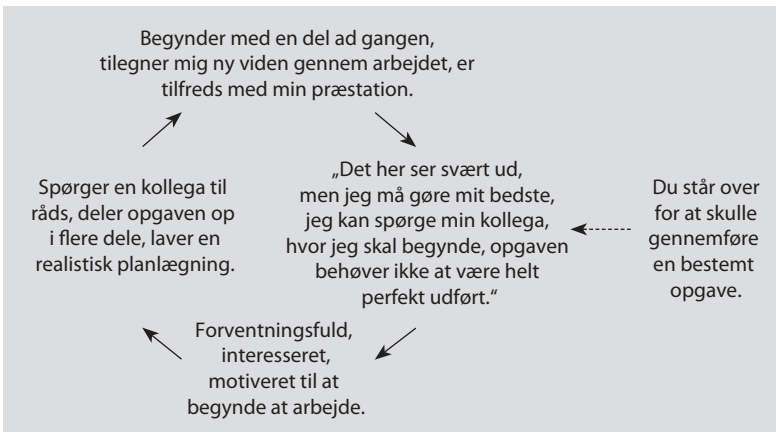 Begynder med en del ad gangen,
tilegner mig ny viden gennem arbejdet, er
tilfreds med min præstation.
Spørger en kollega til
råds, deler opgaven op
i flere dele, laver en
realistisk planlægning.
„Det her ser svært ud,
men jeg må gøre mit bedste,
jeg kan spørge min kollega,
hvor jeg skal begynde, opgaven
behøver ikke at være helt
perfekt udført.“
Du står over
for at skulle
gennemføre
en bestemt
opgave.
Forventningsfuld,
interesseret,
motiveret til at
begynde at arbejde.